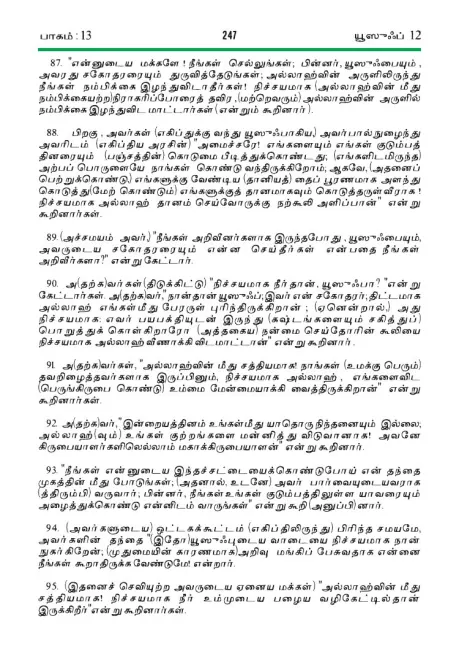 பாகம் : 13 247 யூஸுஃப் 12
87. "என்னுடைய மக்களே ! நீங்கள் செல்லுங்கள்; பின்னர், யூஸுஃபையும் ,
அவரது சகோதரரையும் துருவித்தேடுங்கள்; அல்லாஹ்வின் அருளிலிருந்து
நீங்கள் நம்பிக்கை இழந்துவிடாதீர்கள்! நிச்சயமாக (அல்லாஹ்வின் மீது
நம்பிக்கையற்ற)நிராகரிப்போரைத் தவிர ,(மற்றெவரும்) அல்லாஹ்வின் அருளில்
நம்பிக்கை இழந்துவிட மாட்டார்கள் (என்றும் கூறினார் ).
88. பிறகு , அவர்கள் (எகிப்துக்கு வந்து யூஸுஃபாகிய,) அவர்பால்நுழைந்து
அவரிடம் (எகிப்திய அரசின்) "அமைச்சரே! எங்களையும் எங்கள் குடும்பத்
தினரையும் (பஞ்சத்தின்) கொடுமை பிடித்துக்கொண்டது; (எங்களிடமிருந்த)
அற்பப் பொருளையே நாங்கள் கொண்டு வந்திருக்கிறோம்; ஆகவே, (அதனைப்
பெற்றுக்கொண்டு,) எங்களுக்கு வேண்டிய (தானியத்) தைப் பூரணமாக அளந்து
கொடுத்து(மேற் கொண்டும்) எங்களுக்குத் தானமாகவும் கொடுத்தருள்வீராக !
நிச்சயமாக அல்லாஹ் தானம் செய்வோருக்கு நற்கூலி அளிப்பான்" என்று
கூறினார்கள்.
89. (அச்சமயம் அவர்,) "நீங்கள் அறிவீனர்களாக இருந்தபோது , யூஸுஃபையும்,
அவருடைய சகோதரரையும் என்ன செய்தீர்கள் என்பதை நீங்கள்
அறிவீர்களா?" என்று கேட்டார்.
90. அ(தற்க)வர்கள் (திடுக்கிட்டு) "நிச்சயமாக நீர்தான் , யூஸுஃபா ? "என்று
கேட்டார்கள். அ(தற்க)வர்,"நான்தான் யூஸுஃப்;இவர் என் சகோதரர்;திட்டமாக
அல்லாஹ் எங்கள்மீது பேரருள் புரிந்திருக்கிறான் ; (ஏனென்றால்,) அது
நிச்சயமாக: எவர் பயபக்தியுடன் இருந்து (கஷ்டங்களையும் சகித்துப்)
பொறுத்துக் கொள்கிறாரோ (அத்தகைய) நன்மை செய்தோரின் கூலியை
நிச்சயமாக அல்லாஹ்வீணாக்கிவிடமாட்டான்" என்று கூறினார் .
91. அ(தற்க)வர்கள், "அல்லாஹ்வின் மீது சத்தியமாக! நாங்கள் (உமக்கு பெரும்)
தவறிழைத்தவர்களாக இருப்பினும், நிச்சயமாக அல்லாஹ் , எங்களைவிட
(பெருங்கிருபை கொண்டு) உம்மை மேன்மையாக்கி வைத்திருக்கிறான்" என்று
கூறினார்கள்.
92. அ(தற்க)வர்,"இன்றையத்தினம் உங்கள்மீது யாதொரு நிந்தனையும் இல்லை;
அல்லாஹ்(வும்) உங்கள் குற்றங்களை மன்னித்து விடுவானாக! அவனே
கிருபையாளர்களிலெல்லாம் மகாக்கிருபையாளன்" என்று கூறினார்.
93. "நீங்கள் என்னுடைய இந்தச்சட்டையைக்கொண்டுபோய் என் தந்தை
முகத்தின் மீது போடுங்கள்; (அதனால், உடனே) அவர் பார்வையுடையவராக
(த்திரும்பி) வருவார்; பின்னர், நீங்கள் உங்கள் குடும்பத்திலுள்ள யாவரையும்
அழைத்துக்கொண்டு என்னிடம் வாருங்கள்" என்று கூறி (அனுப்பி)னார்.
94. (அவர்களுடைய) ஒட்டகக்கூட்டம் (எகிப்திலிருந்து) பிரிந்த சமயமே,
அவர்களின் தந்தை "(இதோ)யூஸுஃபுடைய வாடையை நிச்சயமாக நான்
நுகர்கிறேன்; (முதுமையின் காரணமாக)அறிவு மங்கிப் பேசுவதாக என்னை
நீங்கள் கூறாதிருக்கவேண்டுமே! என்றார்.
95. (இதனைச் செவியுற்ற அவருடைய ஏனைய மக்கள்) "அல்லாஹ்வின் மீது
சத்தியமாக! நிச்சயமாக நீர் உம்முடைய பழைய வழிகேட்டில்தான்
இருக்கிறீர்"என்று கூறினார்கள்.